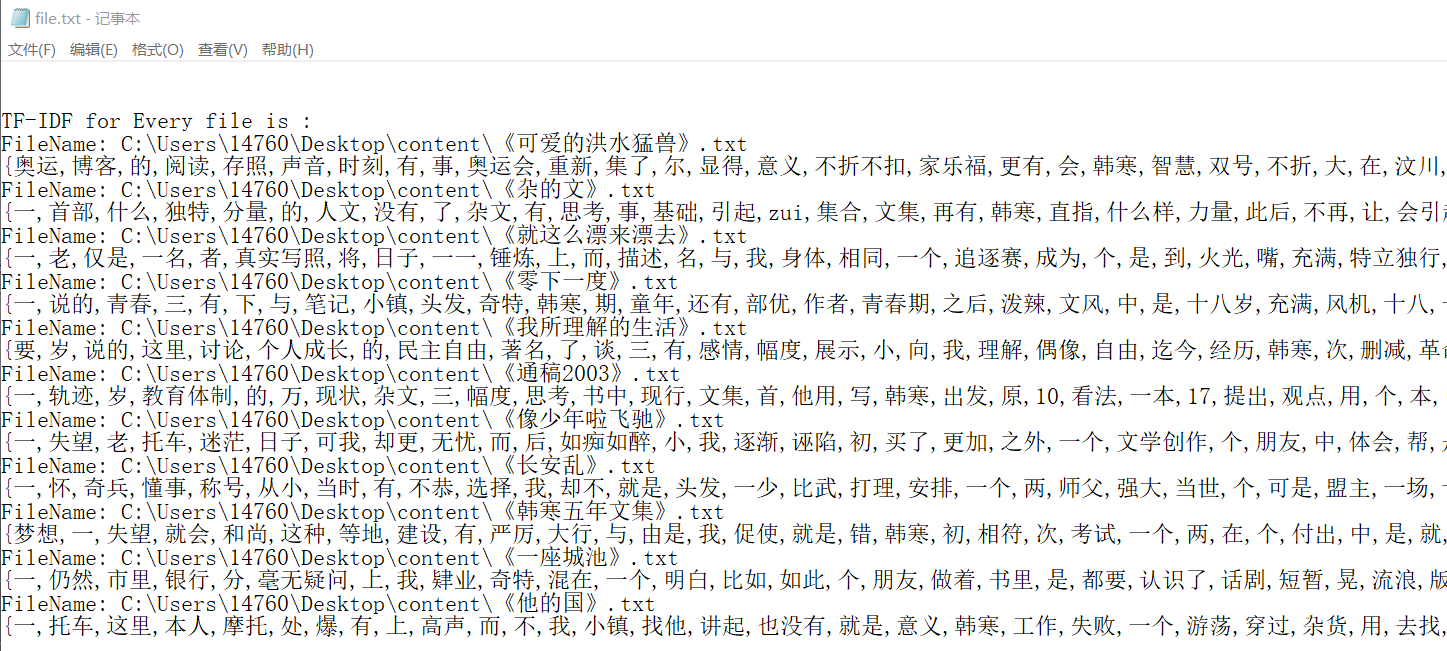 file.txt - 记事本
文件(F) 编辑(E) 格式(O) 查看(V) 帮助(H)
TF-IDF for Every file is :
FileName: C:\Users\14760\Desktop\content\《可爱的洪水猛兽》.txt
{奥运,博客,的,阅读,存照,声音,时刻,有,事,奥运会,重新,集了,尔,显得,意义,不折不扣,家乐福,更有,会,韩寒,智慧,双号,不折,大,在,汶川,
FileName: C:\Users\14760\Desktop\content\《杂的文》.txt
{一,首部,什么,独特,分量,的,人文,没有,了,杂文,有,思考,事,基础,引起,zui,集合,文集,再有,韩寒,直指,什么样,力量,此后,不再,让,会引起
FileName: C:\Users\14760\Desktop\content\《就这么漂来漂去》.txt
{一,老,仅是,一名,者,真实写照,将,日子,一一,锤炼,上,而,描述,名,与,我,身体,相同,一个,追逐赛,成为,个,是,到,火光,嘴,充满,特立独行,
FileName: C:\Users\14760\Desktop\content\《零下一度》.txt
{一,说的,青春,三,有,下,与,笔记,小镇,头发,奇特,韩寒,期,童年,还有,部优,作者,青春期,之后,泼辣,文风,中,是,十八岁,充满,风机,十八,
FileName: C:\Users\14760\Desktop\content\《我所理解的生活》.txt
{要,岁,说的,这里,讨论,个人成长,的,民主自由,著名,了,谈,三,有,感情,幅度,展示,小,向,我,理解,偶像,自由,迄今,经历,韩寒,次,删减,革命
FileName: C:\Users\14760\Desktop\content\《通稿2003》.txt
{一,轨迹,岁,教育体制,的,万,现状,杂文,三,幅度,思考,书中,现行,文集,首,他用,写,韩寒,出发,原,10,看法,一本,17,提出,观点,用,个,本,
FileName: C:\Users\14760\Desktop\content\《像少年啦飞驰》.txt
{一,失望,老,托车,迷茫,日子,可我,却更,无忧,而,后,如痴如醉,小,我,逐渐,诬陷,初,买了,更加,之外,一个,文学创作,个,朋友,中,体会,帮,
FileName: C:\Users\14760\Desktop\content\《长安乱》.txt
{一,怀,奇兵,懂事,称号,从小,当时,有,不恭,选择,我,却不,就是,头发,一少,比武,打理,安排,一个,两,师父,强大,当世,个,可是,盟主,一场,
FileName: C:\Users\14760\Desktop\content\《韩寒五年文集》.txt
{梦想,一,失望,就会,和尚,这种,等地,建设,有,严厉,大行,与,由是,我,促使,就是,错,韩寒,初,相符,次,考试,一个,两,在,个,付出,中,是,就,
FileName: C:\Users\14760\Desktop\content\《一座城池》.txt
{一,仍然,市里,银行,分,毫无疑问,上,我,肄业,奇特,混在,一个,明白,比如,如此,个,朋友,做着,书里,是,都要,认识了,话剧,短暂,晃,流浪,版
FileName: C:\Users\14760\Desktop\content\《他的国》.txt
{一,托车,这里,本人,摩托,处,爆,有,上,高声,而,不,我,小镇,找他,讲起,也没有,就是,意义,韩寒,工作,失败,一个,游荡,穿过,杂货,用,去找,